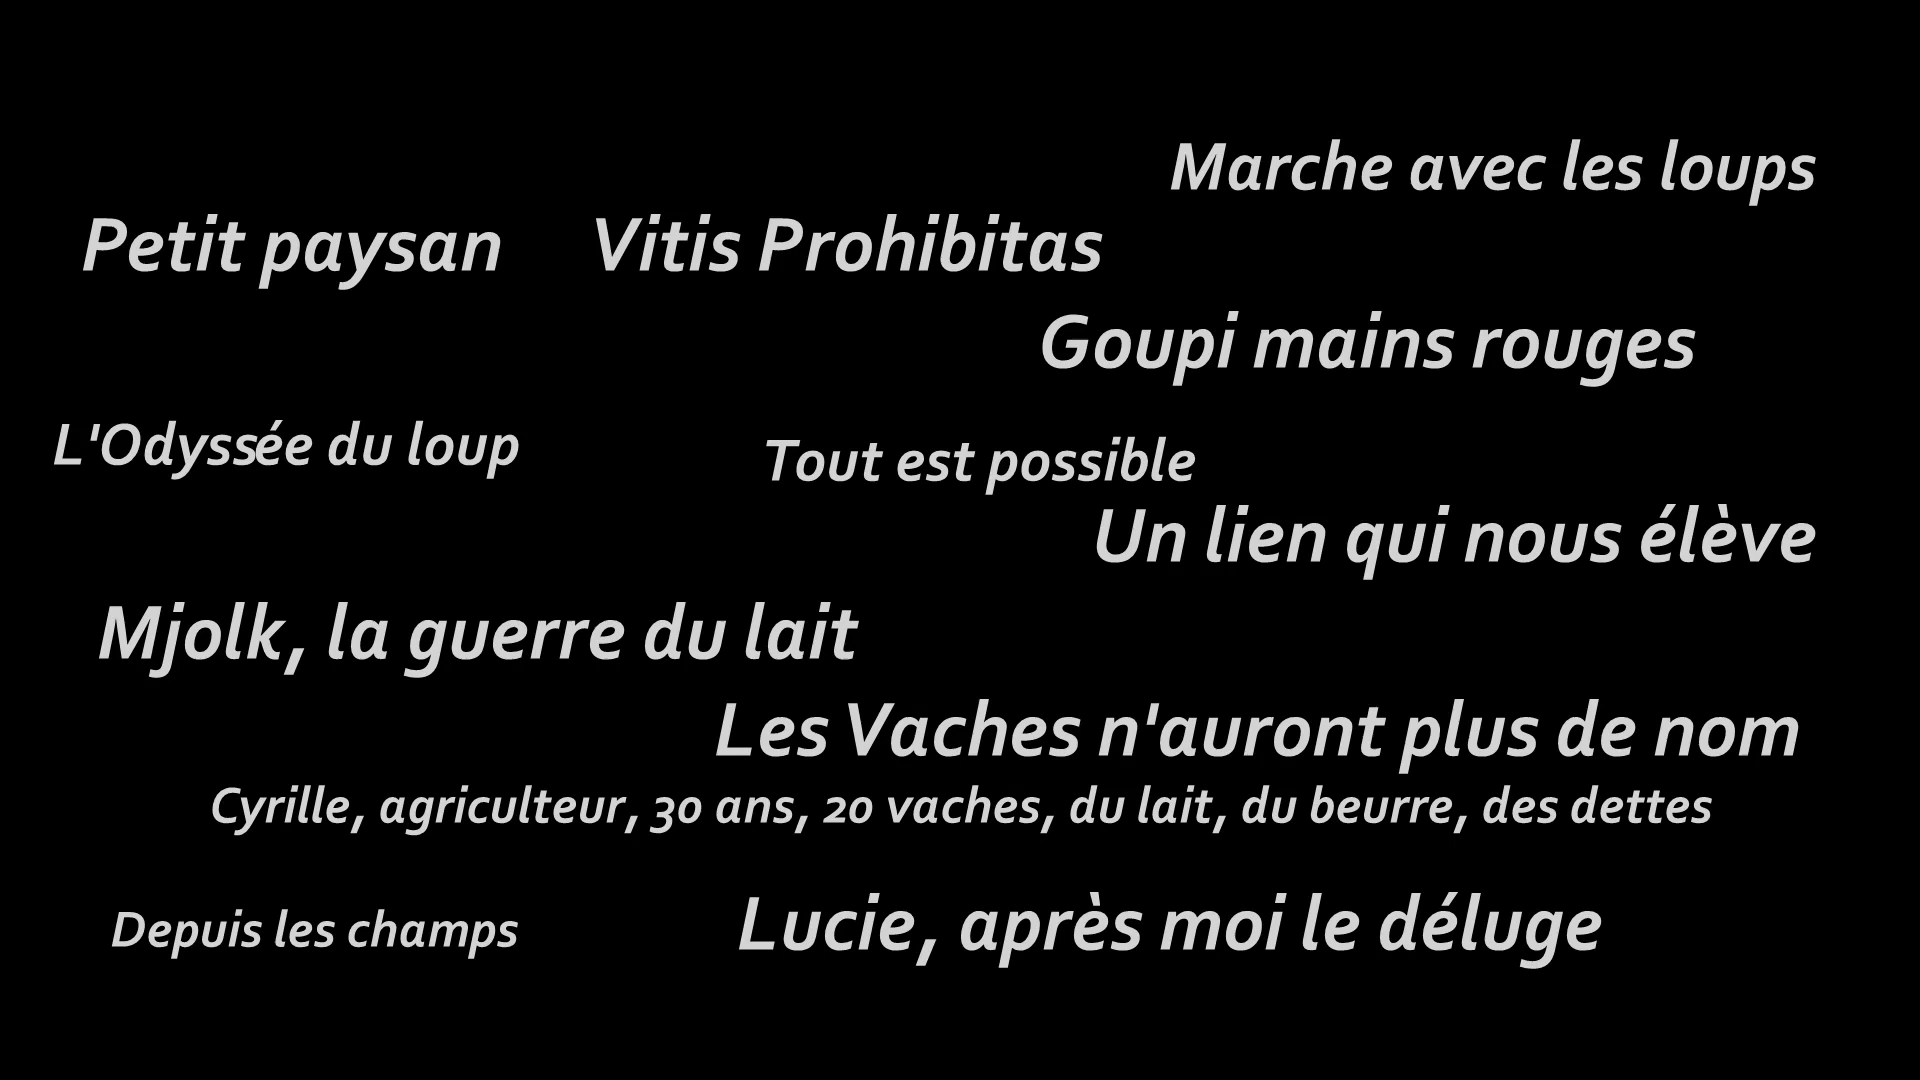 Marche avec les loups
Petit paysan
Vitis Prohibitas
Goupi mains rouges
L'Odyssée du loup
Tout est possible
Un lien qui nous élève
Mjolk, la guerre du lait
Les Vaches n'auront plus de nom
Cyrille, agriculteur, 30 ans, 20 vaches, du lait, du beurre, des dettes
Depuis les champs
Lucie, après moi le déluge